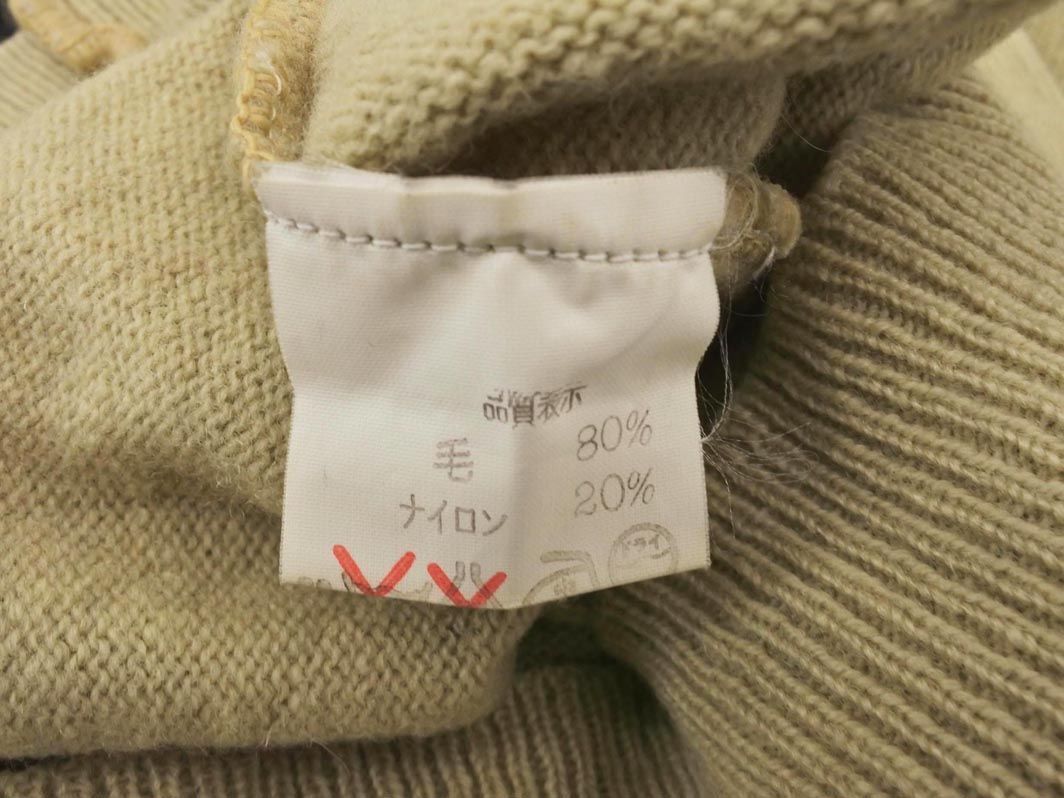 品質表示
毛 80%
ナイロン 20%
ドライ